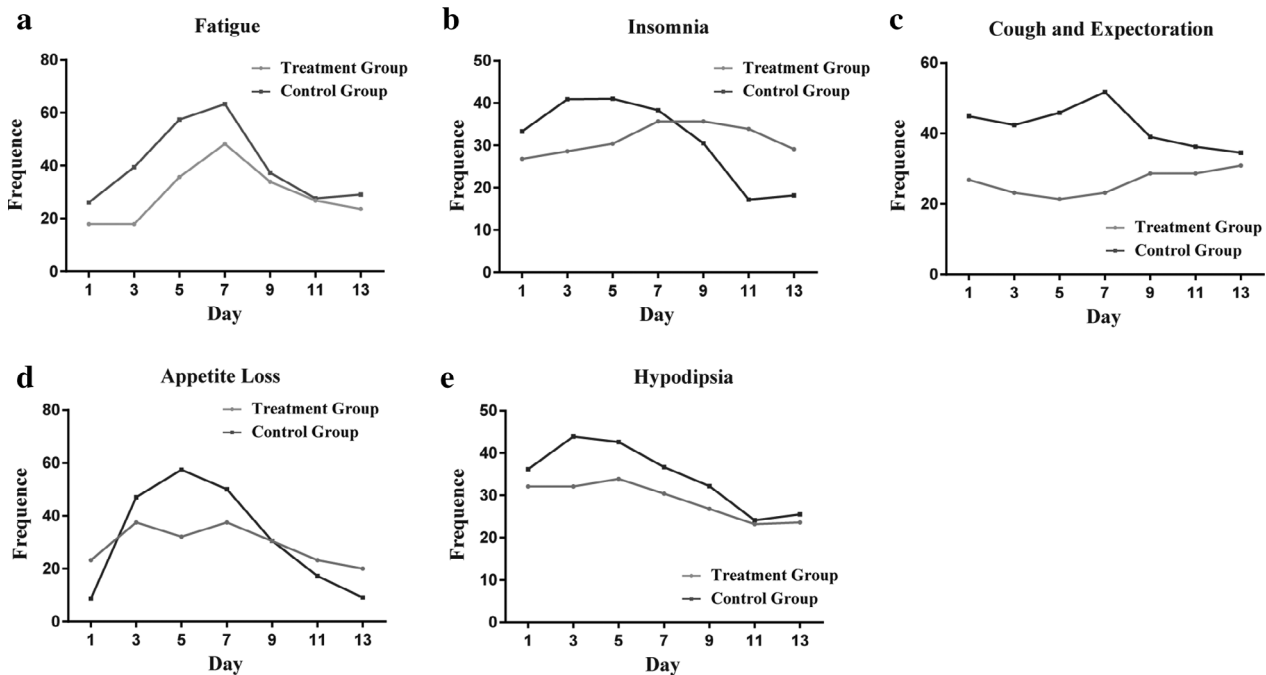 a
Fatigue
80
60
40
20
0
Frequence
Treatment Group
Control Group
1 3 5 7 9 11 13
Day
b
Insomnia
50
40
30
20
10
0
Frequence
Treatment Group
Control Group
1 3 5 7 9 11 13
Day
c
Cough and Expectoration
60
40
20
0
Frequence
Treatment Group
Control Group
1 3 5 7 9 11 13
Day
d
Appetite Loss
80
60
40
20
0
Frequence
Treatment Group
Control Group
1 3 5 7 9 11 13
Day
e
Hypodipsia
50
40
30
20
10
0
Frequence
Treatment Group
Control Group
1 3 5 7 9 11 13
Day